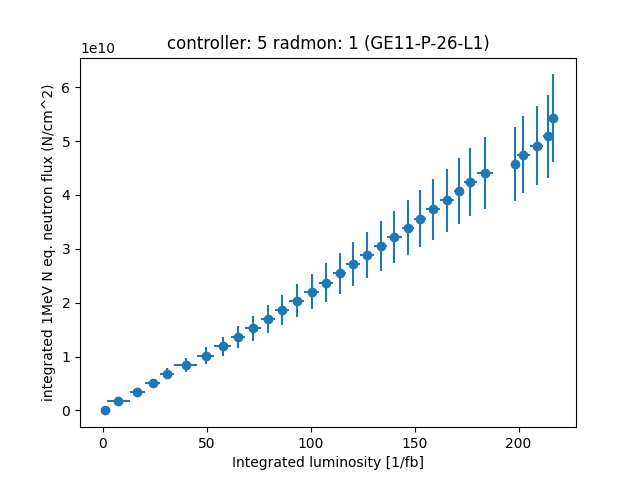 controller: 5 radmon: 1 (GE11-P-26-L1)
1e10
integrated 1MeV N eq. neutron flux (N/cm^2)
6
5
4
3
2
1
0
0 50 100 150 200
Integrated luminosity [1/fb]